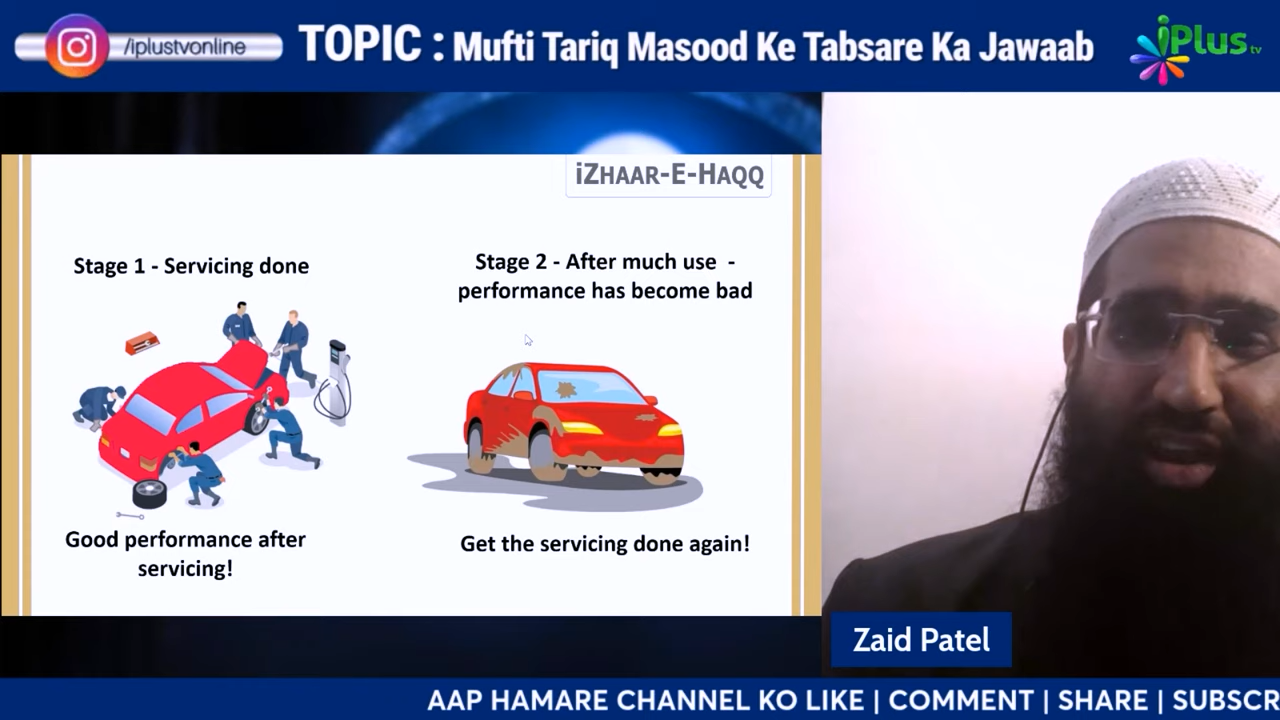 /iplustvonline
TOPIC : Mufti Tariq Masood Ke Tabsare Ka Jawaab
iPlus tv
iZHAAR-E-HAQQ
Stage 1 - Servicing done
Good performance after
servicing!
Stage 2 - After much use -
performance has become bad
Get the servicing done again!
Zaid Patel
AAP HAMARE CHANNEL KO LIKE | COMMENT | SHARE | SUBSCR